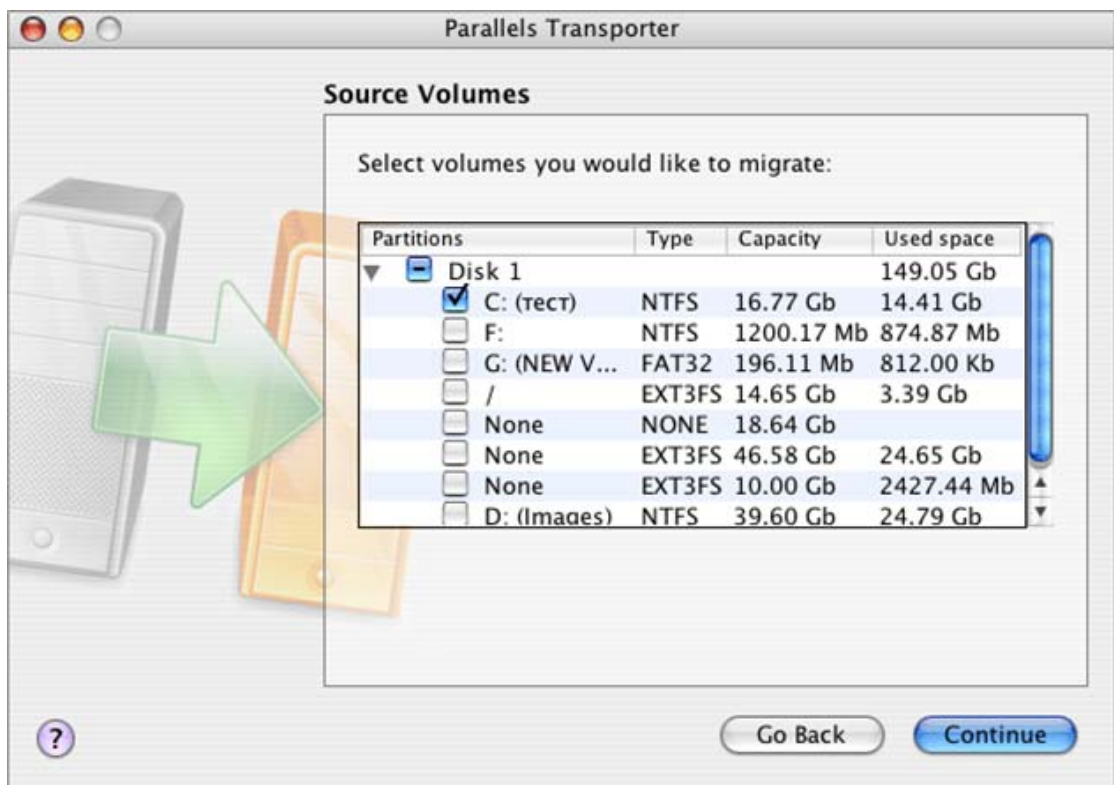 Parallels Transporter
Source Volumes
Select volumes you would like to migrate:
Partitions Type Capacity Used space
Disk 1 149.05 Gb
C: (тест) NTFS 16.77 Gb 14.41 Gb
F: NTFS 1200.17 Mb 874.87 Mb
G: (NEW V... FAT32 196.11 Mb 812.00 Kb
/ EXT3FS 14.65 Gb 3.39 Gb
None NONE 18.64 Gb
None EXT3FS 46.58 Gb 24.65 Gb
None EXT3FS 10.00 Gb 2427.44 Mb
D: (Images) NTFS 39.60 Gb 24.79 Gb
? Go Back Continue